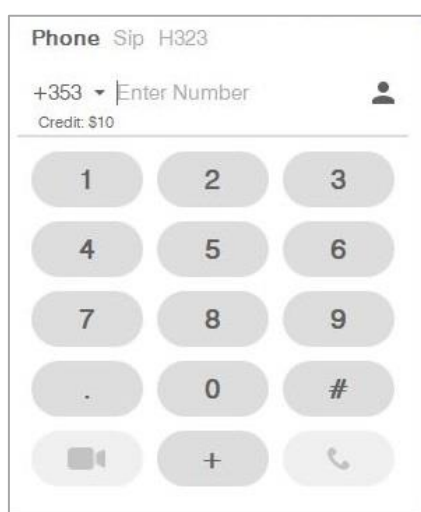 Phone Sip H323
+353 Enter Number
Credit: $10
1 2 3
4 5 6
7 8 9
. 0 #
+